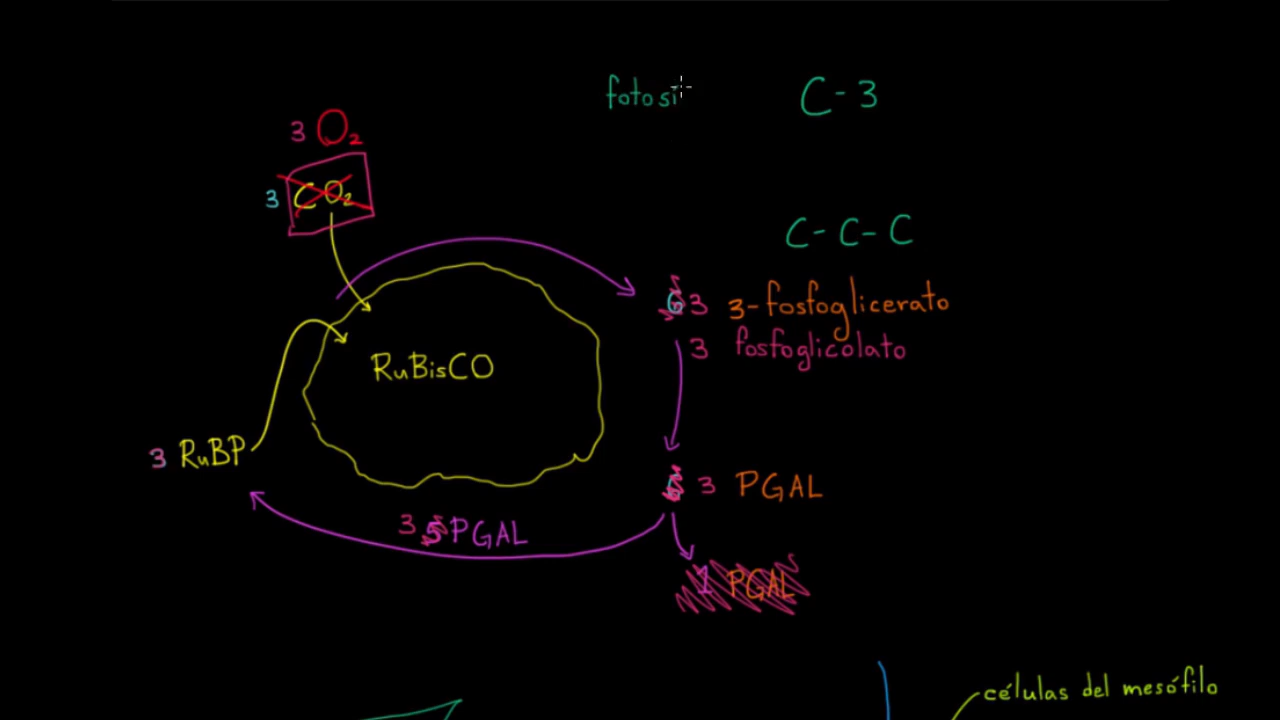 fotosi C-3
3 O₂
3 CO₂
C-C-C
3 3-fosfoglicerato
3 fosfoglicolato
RuBisCO
3 RuBP
3 PGAL
3 5 PGAL
1 PGAL
células del mesófilo